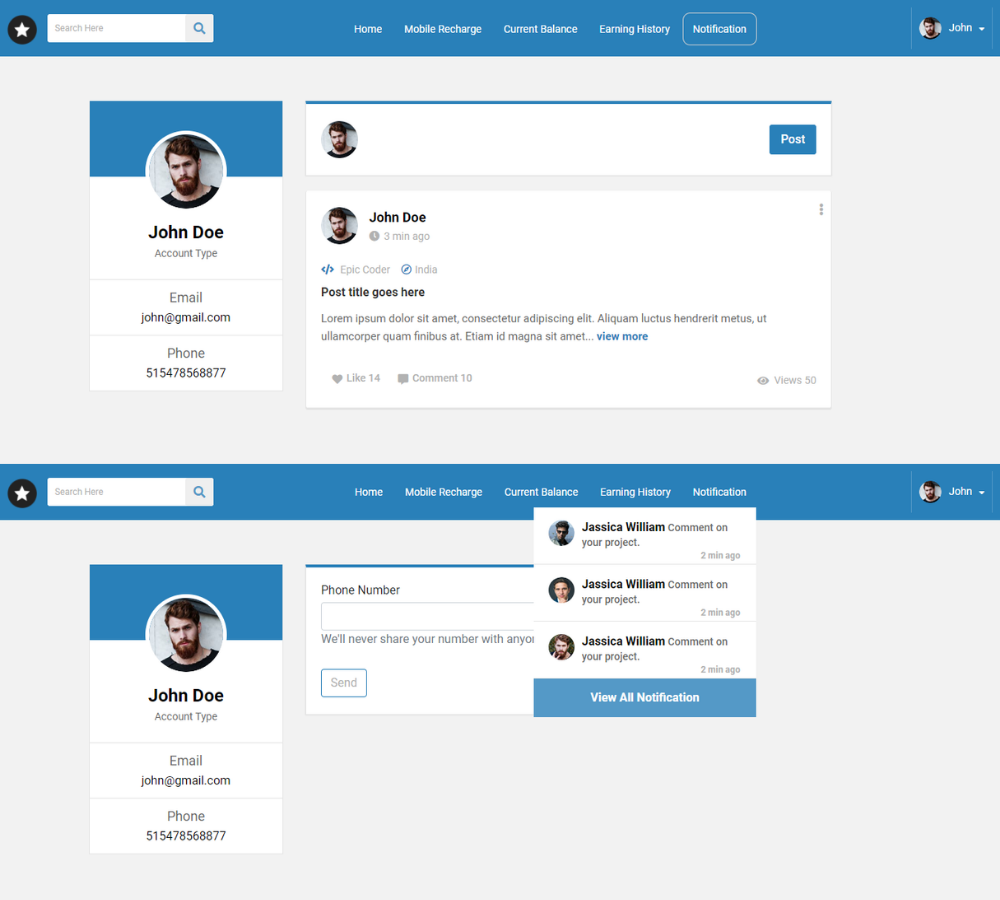 Search Here
Home Mobile Recharge Current Balance Earning History Notification
John
John Doe
Account Type
Email
john@gmail.com
Phone
515478568877
Post
John Doe
3 min ago
Epic Coder India
Post title goes here
Lorem ipsum dolor sit amet, consectetur adipiscing elit. Aliquam luctus hendrerit metus, ut
ullamcorper quam finibus at. Etiam id magna sit amet... view more
Like 14 Comment 10 Views 50
Search Here
Home Mobile Recharge Current Balance Earning History Notification
John
John Doe
Account Type
Email
john@gmail.com
Phone
515478568877
Phone Number
We'll never share your number with anyo
Send
Jassica William Comment on
your project.
2 min ago
Jassica William Comment on
your project.
2 min ago
Jassica William Comment on
your project.
2 min ago
View All Notification